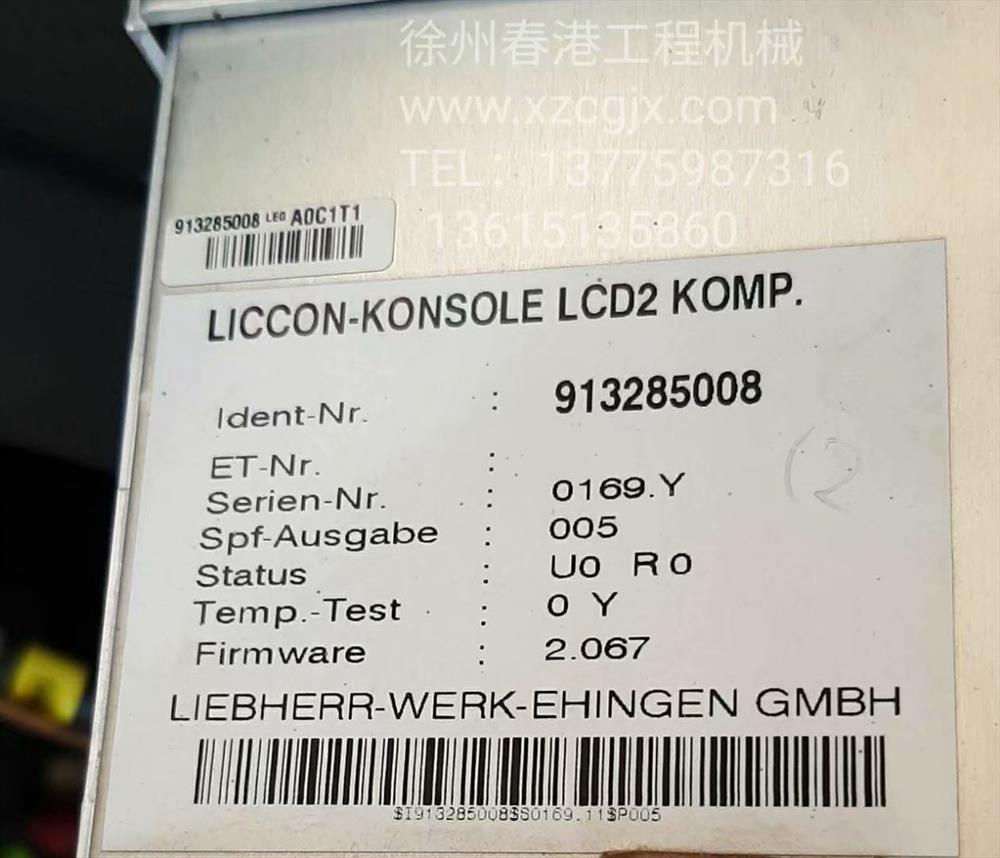 徐州春港工程机械
www.xzcgjx.com
TEL：13775987316
13615135860
913285008 LEG A0C1T1
LICCON-KONSOLE LCD2 KOMP.
Ident-Nr. : 913285008
ET-Nr. :
Serien-Nr. : 0169.Y
Spf-Ausgabe : 005
Status : U0 R0
Temp.-Test : 0 Y
Firmware : 2.067
LIEBHERR-WERK-EHINGEN GMBH
$I913285008$S0169.11$P005
(2